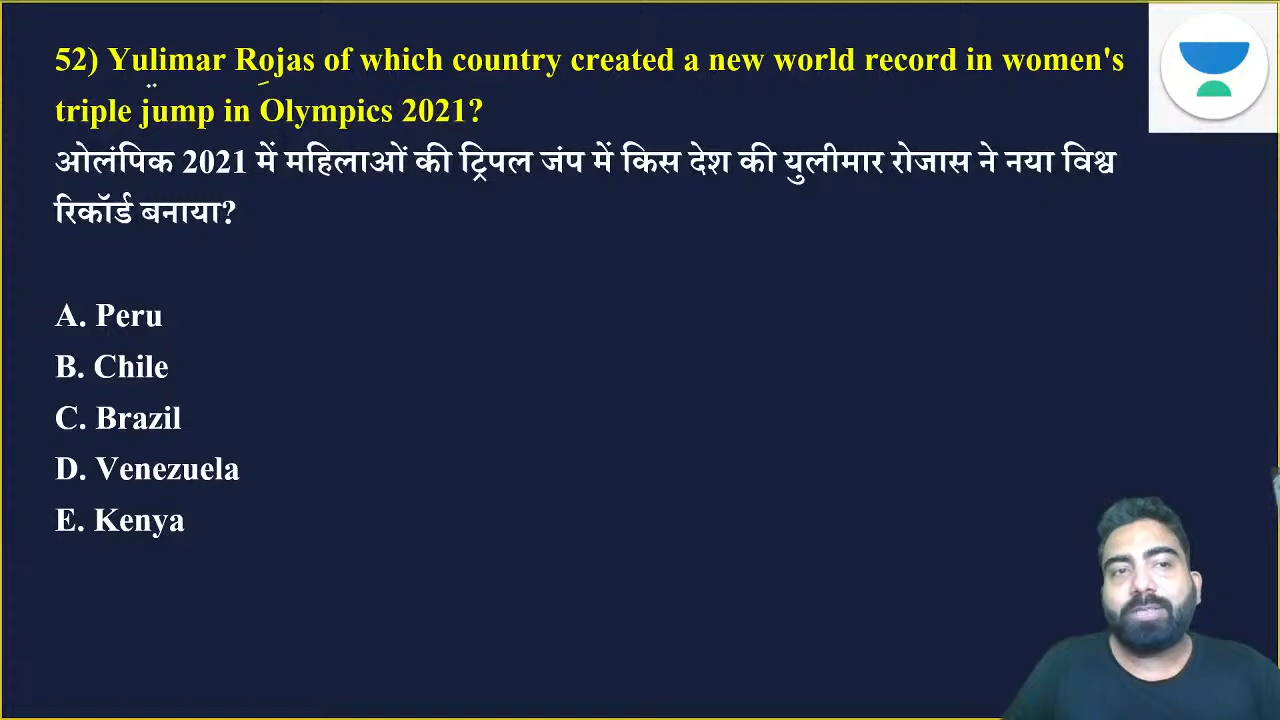 52) Yulimar Rojas of which country created a new world record in women's
triple jump in Olympics 2021?
ओलंपिक 2021 में महिलाओं की ट्रिपल जंप में किस देश की युलीमार रोजास ने नया विश्व
रिकॉर्ड बनाया?
A. Peru
B. Chile
C. Brazil
D. Venezuela
E. Kenya